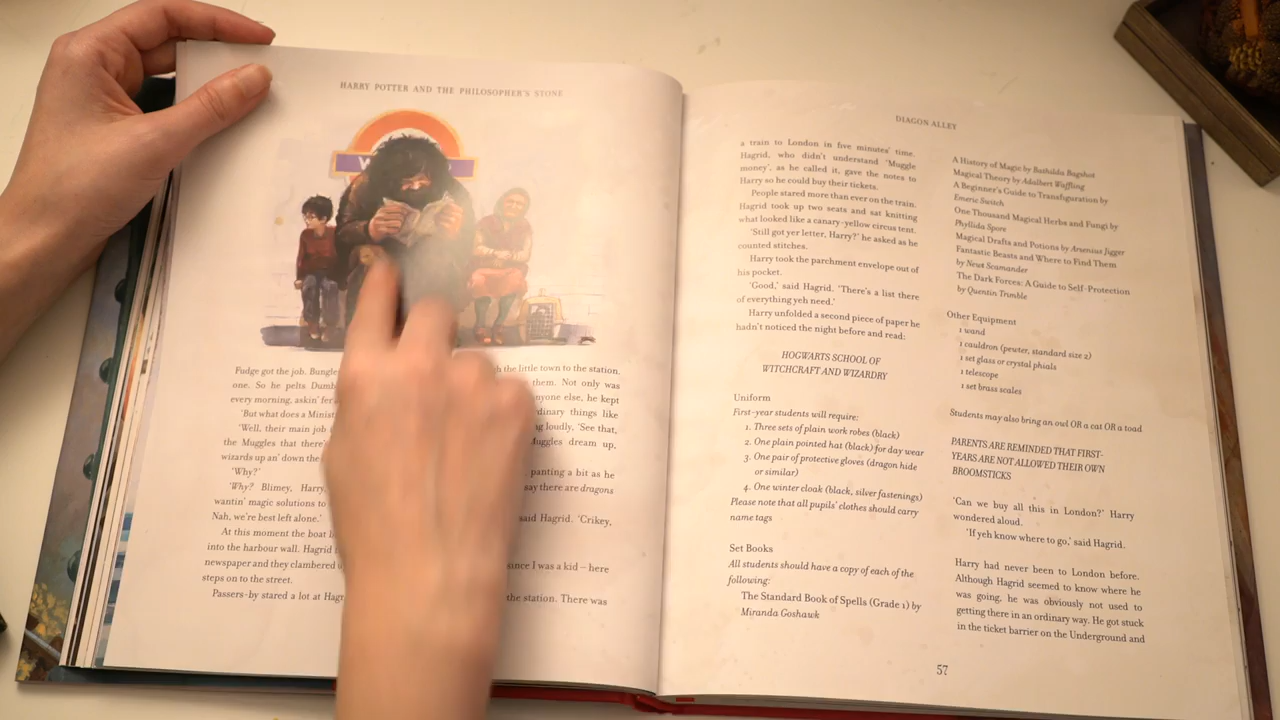 HARRY POTTER AND THE PHILOSOPHER'S STONE
W
Fudge got the job. Bungle
one. So he pelts Dumb
every morning, askin' fer
'But what does a Minist
'Well, their main job
the Muggles that there's
wizards up an' down the
'Why?'
'Why? Blimey, Harry,
wantin' magic solutions to
Nah, we're best left alone.'
At this moment the boat b
into the harbour wall. Hagrid
newspaper and they clambered u
steps on to the street.
Passers-by stared a lot at Hagr
gh the little town to the station.
them. Not only was
anyone else, he kept
rdinary things like
ng loudly, 'See that,
Muggles dream up,
panting a bit as he
say there are dragons
said Hagrid. 'Crikey,
since I was a kid – here
the station. There was
DIAGON ALLEY
a train to London in five minutes' time.
Hagrid, who didn't understand 'Muggle
money', as he called it, gave the notes to
Harry so he could buy their tickets.
People stared more than ever on the train.
Hagrid took up two seats and sat knitting
what looked like a canary-yellow circus tent.
'Still got yer letter, Harry?' he asked as he
counted stitches.
Harry took the parchment envelope out of
his pocket.
'Good,' said Hagrid. 'There's a list there
of everything yeh need.'
Harry unfolded a second piece of paper he
hadn't noticed the night before and read:
HOGWARTS SCHOOL OF
WITCHCRAFT AND WIZARDRY
Uniform
First-year students will require:
1. Three sets of plain work robes (black)
2. One plain pointed hat (black) for day wear
3. One pair of protective gloves (dragon hide
or similar)
4. One winter cloak (black, silver fastenings)
Please note that all pupils' clothes should carry
name tags
Set Books
All students should have a copy of each of the
following:
The Standard Book of Spells (Grade 1) by
Miranda Goshawk
A History of Magic by Bathilda Bagshot
Magical Theory by Adalbert Waffling
A Beginner's Guide to Transfiguration by
Emeric Switch
One Thousand Magical Herbs and Fungi by
Phyllida Spore
Magical Drafts and Potions by Arsenius Jigger
Fantastic Beasts and Where to Find Them
by Newt Scamander
The Dark Forces: A Guide to Self-Protection
by Quentin Trimble
Other Equipment
1 wand
1 cauldron (pewter, standard size 2)
1 set glass or crystal phials
1 telescope
1 set brass scales
Students may also bring an owl OR a cat OR a toad
PARENTS ARE REMINDED THAT FIRST-
YEARS ARE NOT ALLOWED THEIR OWN
BROOMSTICKS
'Can we buy all this in London?' Harry
wondered aloud.
'If yeh know where to go,' said Hagrid.
Harry had never been to London before.
Although Hagrid seemed to know where he
was going, he was obviously not used to
getting there in an ordinary way. He got stuck
in the ticket barrier on the Underground and
57